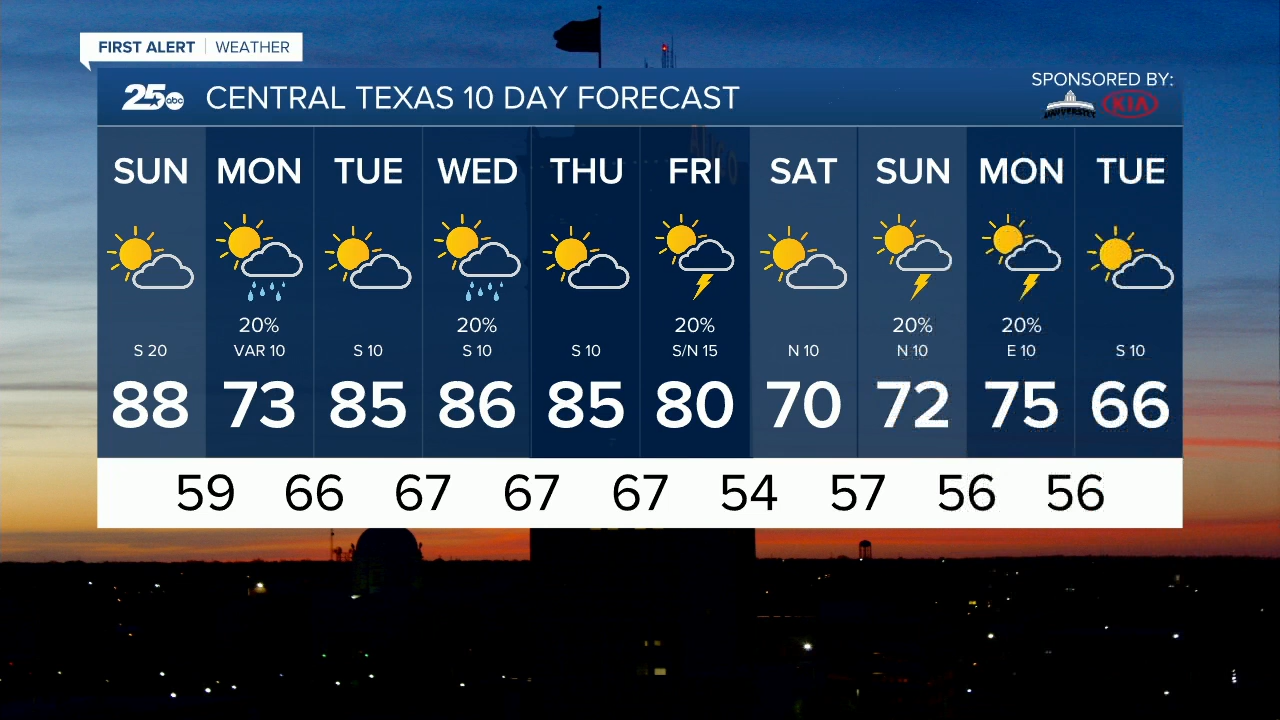 FIRST ALERT | WEATHER
25 abc CENTRAL TEXAS 10 DAY FORECAST
SPONSORED BY:
UNIVERSITY KIA
SUN MON TUE WED THU FRI SAT SUN MON TUE
20% 20% 20% 20% 20%
S 20 VAR 10 S 10 S 10 S 10 S/N 15 N 10 N 10 E 10 S 10
88 73 85 86 85 80 70 72 75 66
59 66 67 67 67 54 57 56 56